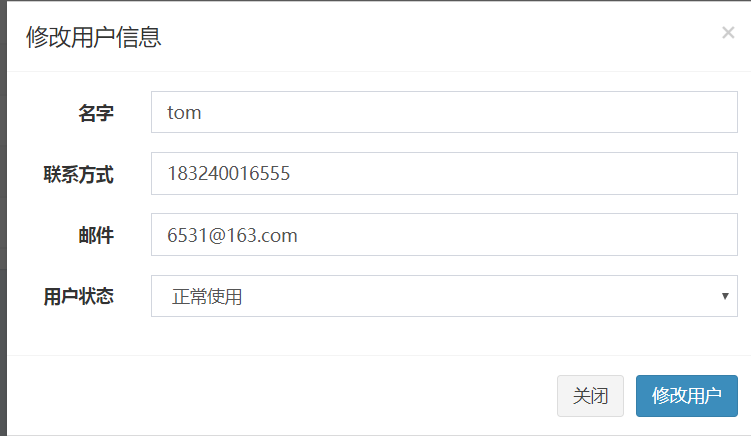 修改用户信息 ×
名字 tom
联系方式 183240016555
邮件 6531@163.com
用户状态 正常使用
关闭 修改用户